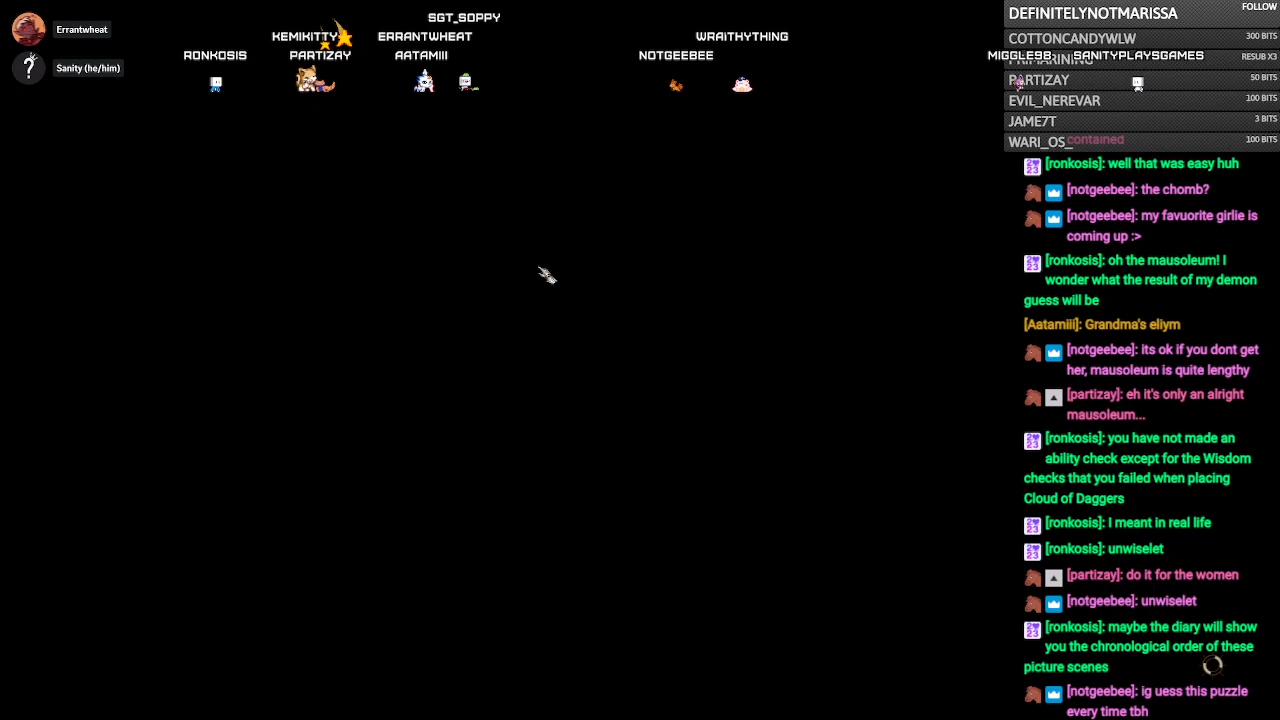 Errantwheat
Sanity (he/him)
SGT_SOPPY
KEMIKITTY
ERRANTWHEAT
WRAITHYTHING
RONKOSIS
PARTIZAY
AATAMIII
NOTGEEBEE
MIGGLE98
SANITYPLAYSGAMES
DEFINITELYNOTMARISSA FOLLOW
COTTONCANDYWLW 300 BITS
RESUB X3
PARTIZAY 50 BITS
EVIL_NEREVAR 100 BITS
JAME7T 3 BITS
WARI_OS_ 100 BITS
contained
[ronkosis]: well that was easy huh
[notgeebee]: the chomb?
[notgeebee]: my favuorite girlie is
coming up :>
[ronkosis]: oh the mausoleum! I
wonder what the result of my demon
guess will be
[Aatamiii]: Grandma's eliym
[notgeebee]: its ok if you dont get
her, mausoleum is quite lengthy
[partizay]: eh it's only an alright
mausoleum...
[ronkosis]: you have not made an
ability check except for the Wisdom
checks that you failed when placing
Cloud of Daggers
[ronkosis]: I meant in real life
[ronkosis]: unwiselet
[partizay]: do it for the women
[notgeebee]: unwiselet
[ronkosis]: maybe the diary will show
you the chronological order of these
picture scenes
[notgeebee]: ig uess this puzzle
every time tbh